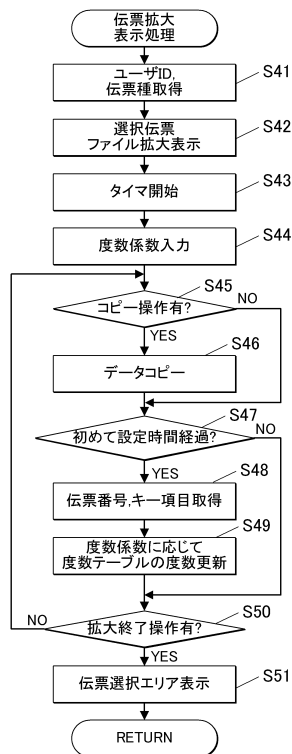 伝票拡大
表示処理
ユーザID,
伝票種取得
S41
選択伝票
ファイル拡大表示
S42
タイマ開始
S43
度数係数入力
S44
コピー操作有?
S45
NO
YES
データコピー
S46
初めて設定時間経過?
S47
NO
YES
伝票番号,キー項目取得
S48
度数係数に応じて
度数テーブルの度数更新
S49
拡大終了操作有?
S50
NO
YES
伝票選択エリア表示
S51
RETURN